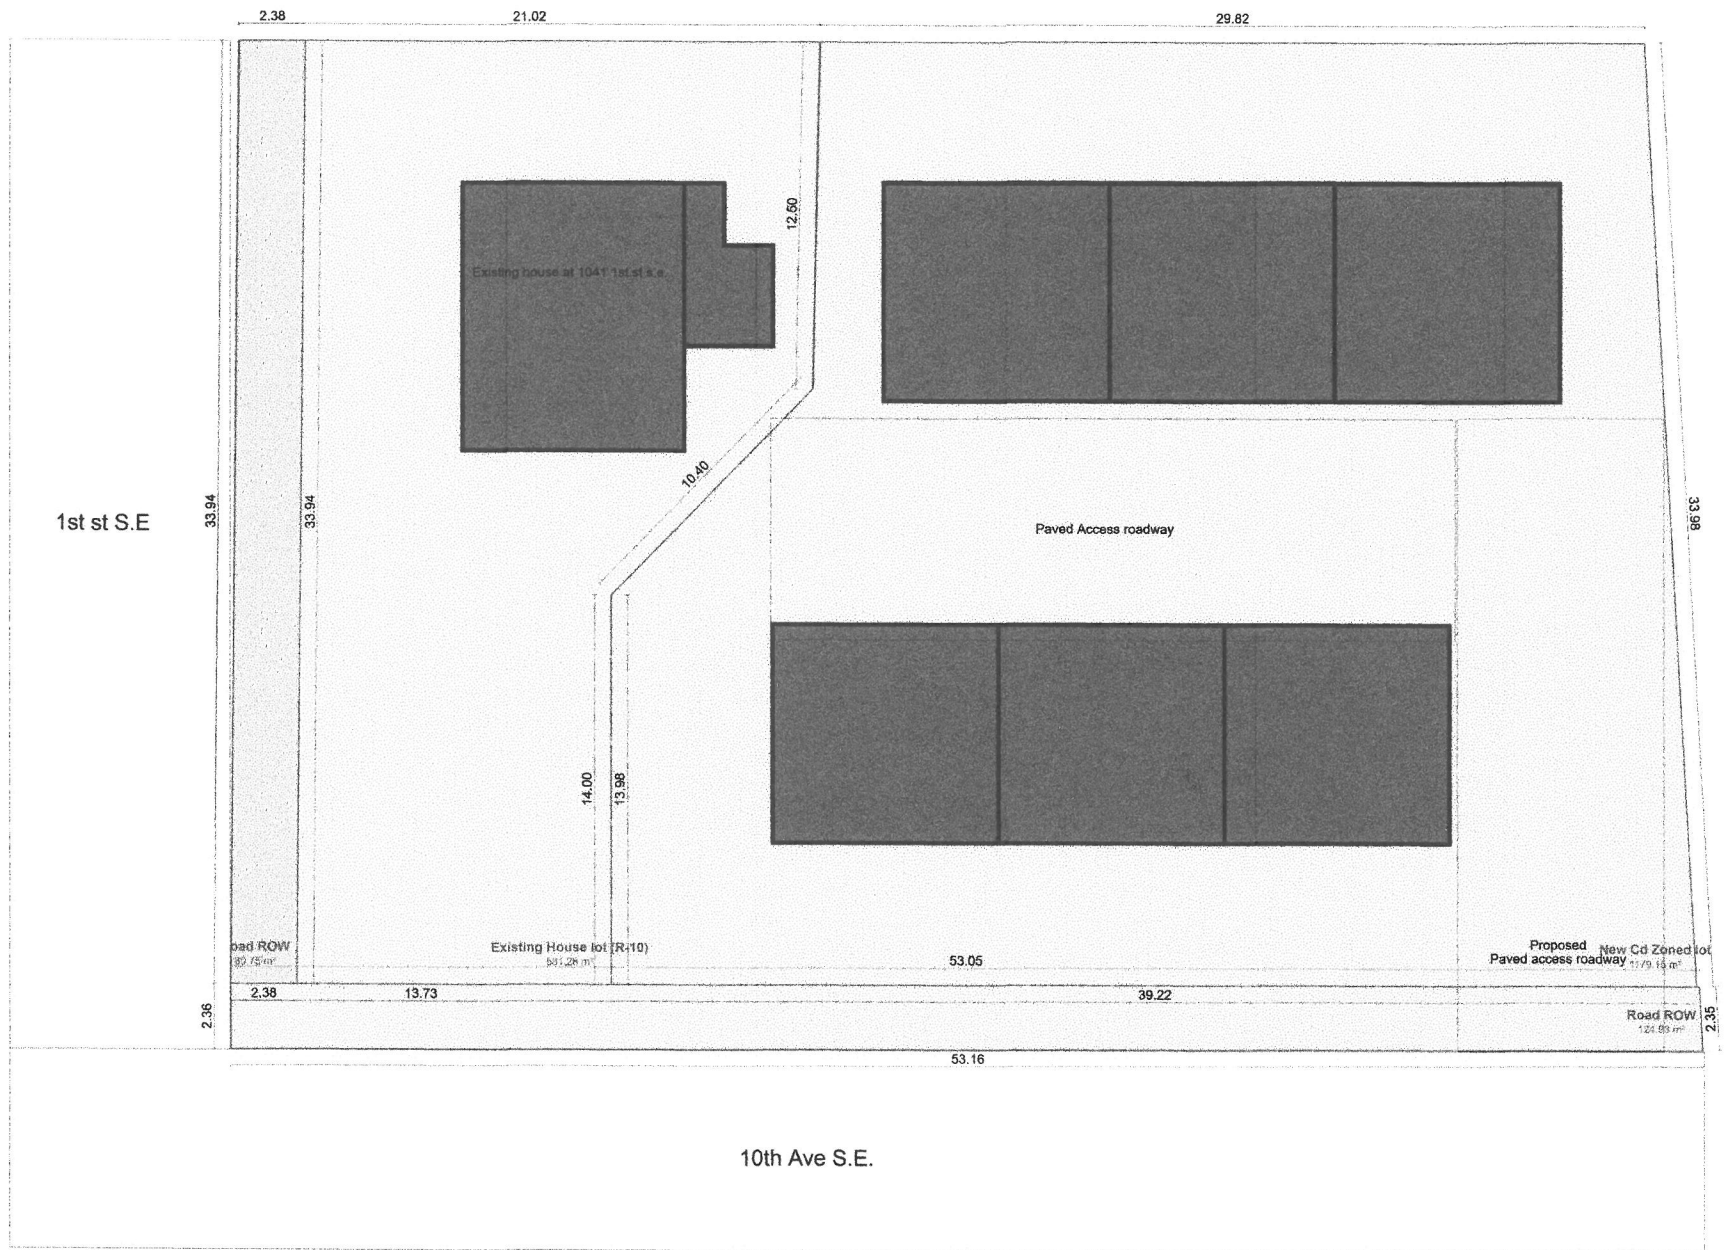 2.38
21.02
29.82
12.60
Existing house at 1041 1st st s.e.
10.40
1st st S.E
33.94
33.94
33.98
Paved Access roadway
14.00
13.98
oad ROW
Existing House lot (R-10)
53.05
Proposed
New Cd Zoned lot
Paved access roadway
2.38
13.73
39.22
2.36
Road ROW
2.35
53.16
10th Ave S.E.